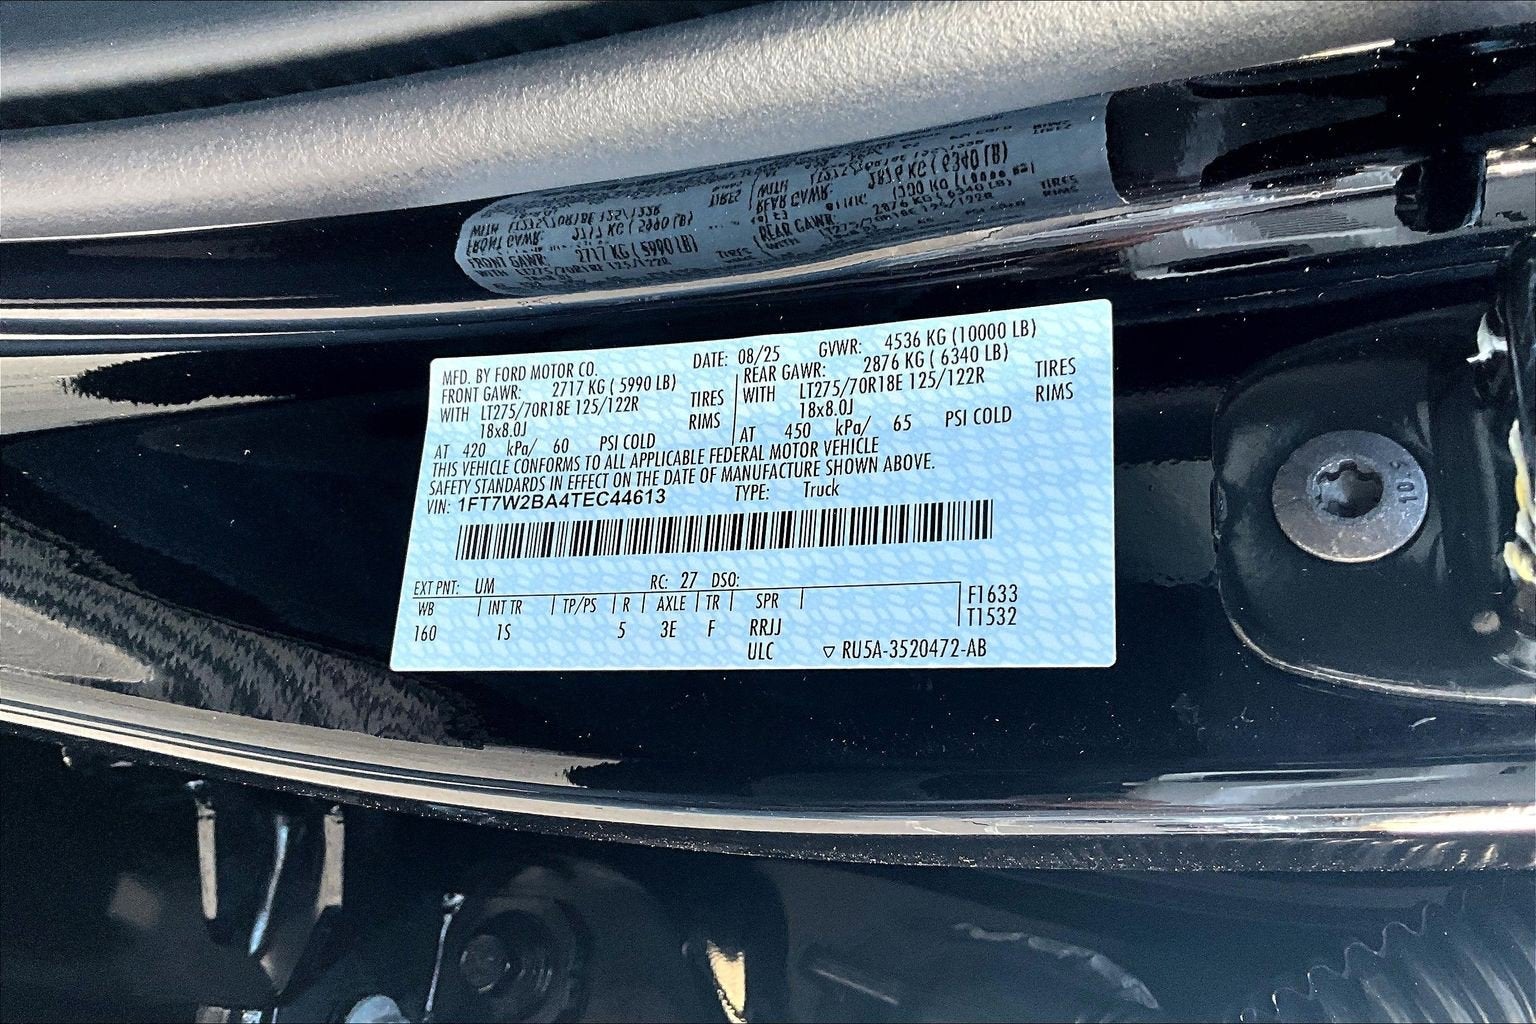 MFD. BY FORD MOTOR CO. DATE: 08/25 GVWR: 4536 KG (10000 LB)
FRONT GAWR: 2717 KG ( 5990 LB) REAR GAWR: 2876 KG ( 6340 LB)
WITH LT275/70R18E 125/122R TIRES WITH LT275/70R18E 125/122R TIRES
18x8.0J RIMS 18x8.0J RIMS
AT 420 kPa/ 60 PSI COLD AT 450 kPa/ 65 PSI COLD
THIS VEHICLE CONFORMS TO ALL APPLICABLE FEDERAL MOTOR VEHICLE
SAFETY STANDARDS IN EFFECT ON THE DATE OF MANUFACTURE SHOWN ABOVE.
VIN: 1FT7W2BA4TEC44613 TYPE: Truck
EXT PNT: UM RC: 27 DSO:
WB INT TR TP/PS R AXLE TR SPR F1633
160 1S 5 3E F RRJJ T1532
ULC ▽ RU5A-3520472-AB
10.5